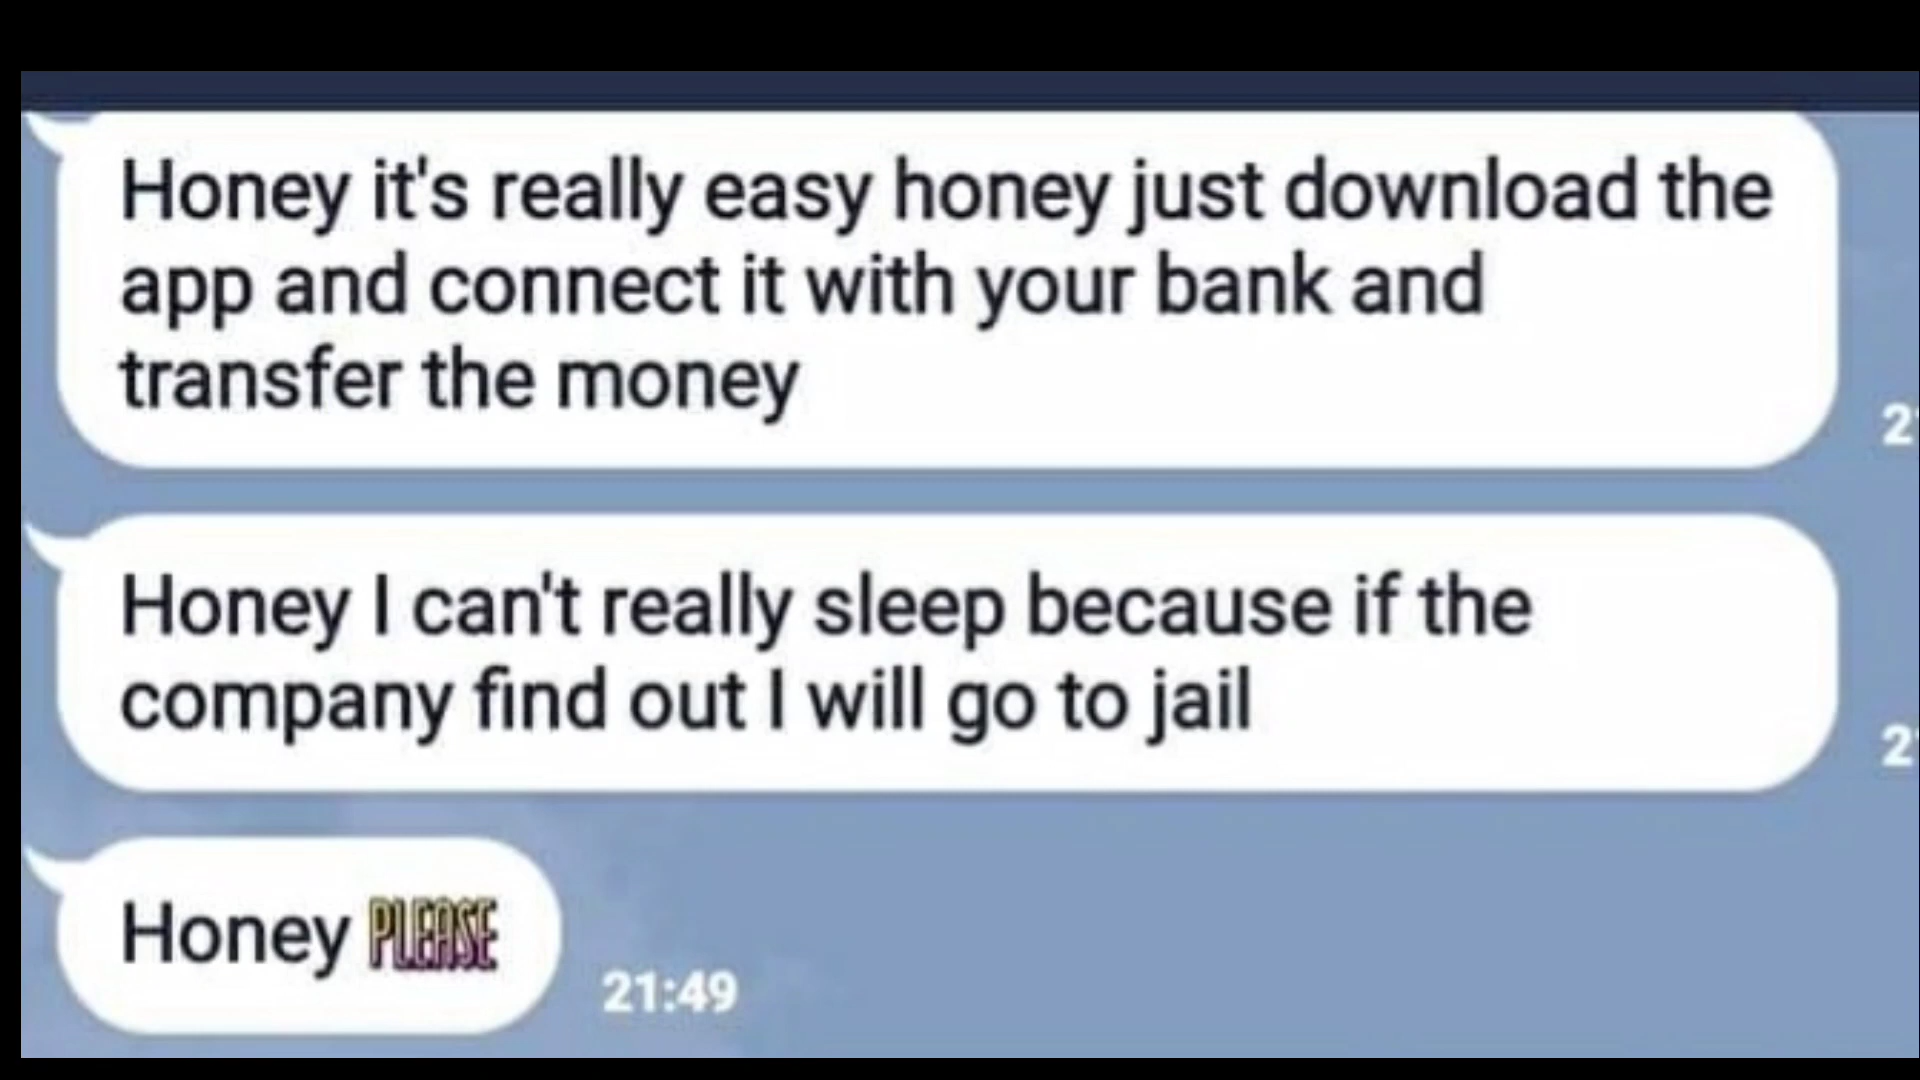 Honey it's really easy honey just download the
app and connect it with your bank and
transfer the money
Honey I can't really sleep because if the
company find out I will go to jail
Honey PLEASE
21:49